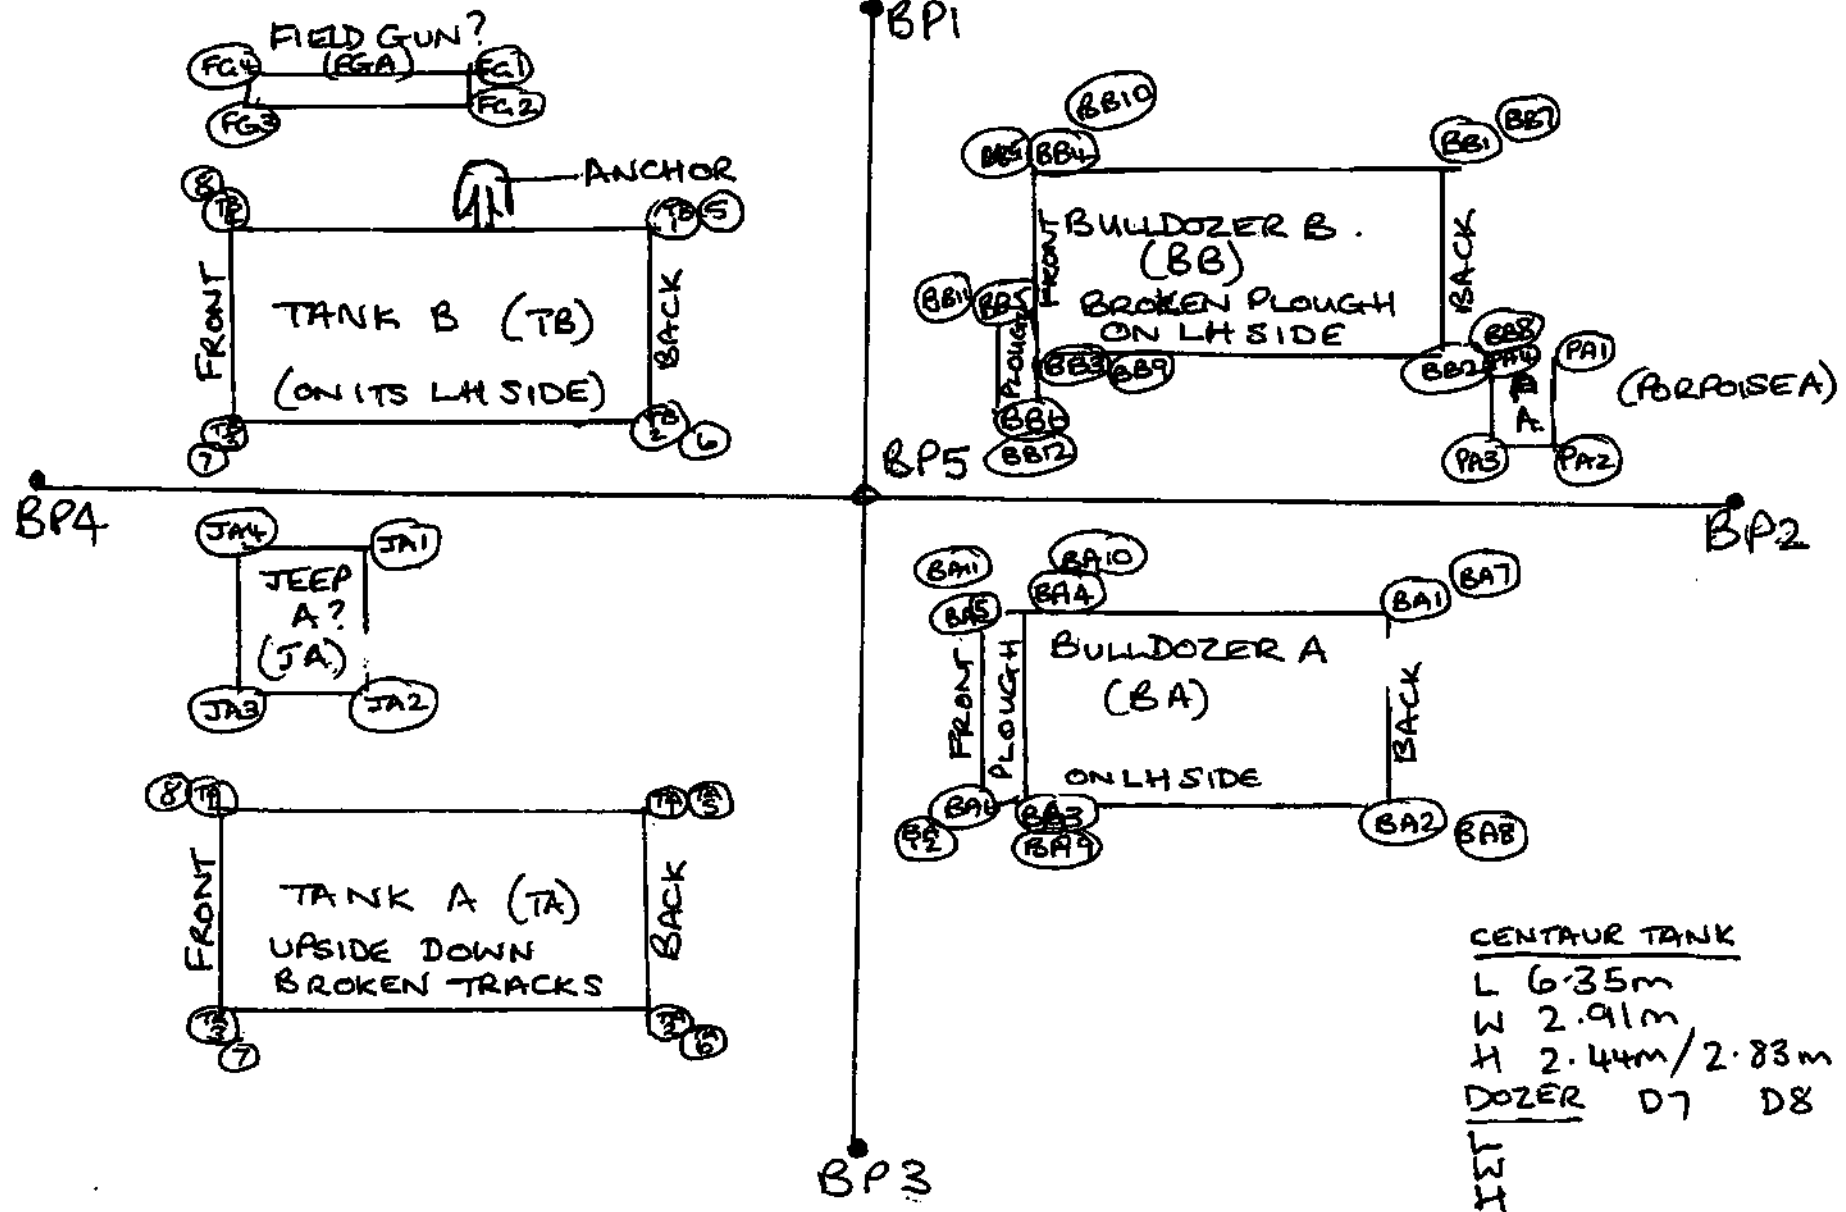 BP1
FIELD GUN?
(FGA)
FG4
FG1
FG3
FG2
ANCHOR
8
TB
1
5
FRONT
TANK B (TB)
BACK
(ON ITS LH SIDE)
7
2
6
BB10
BB4
BB1
BB7
FRONT
BULLDOZER B.
(BB)
BACK
BROKEN PLOUGH
ON LH SIDE
BB11
BB5
PLOUGH
BB3
BB9
BB2
BB8
PA4
PA1
PA3
PA2
A
(PORPOISE A)
BB6
BB12
BP5
BP4
BP2
JA4
JA1
JEEP
A?
(JA)
JA3
JA2
BA11
BA10
BA5
BA4
BA1
BA7
FRONT
PLOUGH
BULLDOZER A
(BA)
BACK
ON LH SIDE
BA6
BA3
BA9
BA2
BA8
8
TA
5
FRONT
TANK A (TA)
BACK
UPSIDE DOWN
BROKEN TRACKS
7
TA
6
BP3
CENTAUR TANK
L 6.35m
W 2.91m
H 2.44m/2.83m
DOZER D7 D8
L
W
H